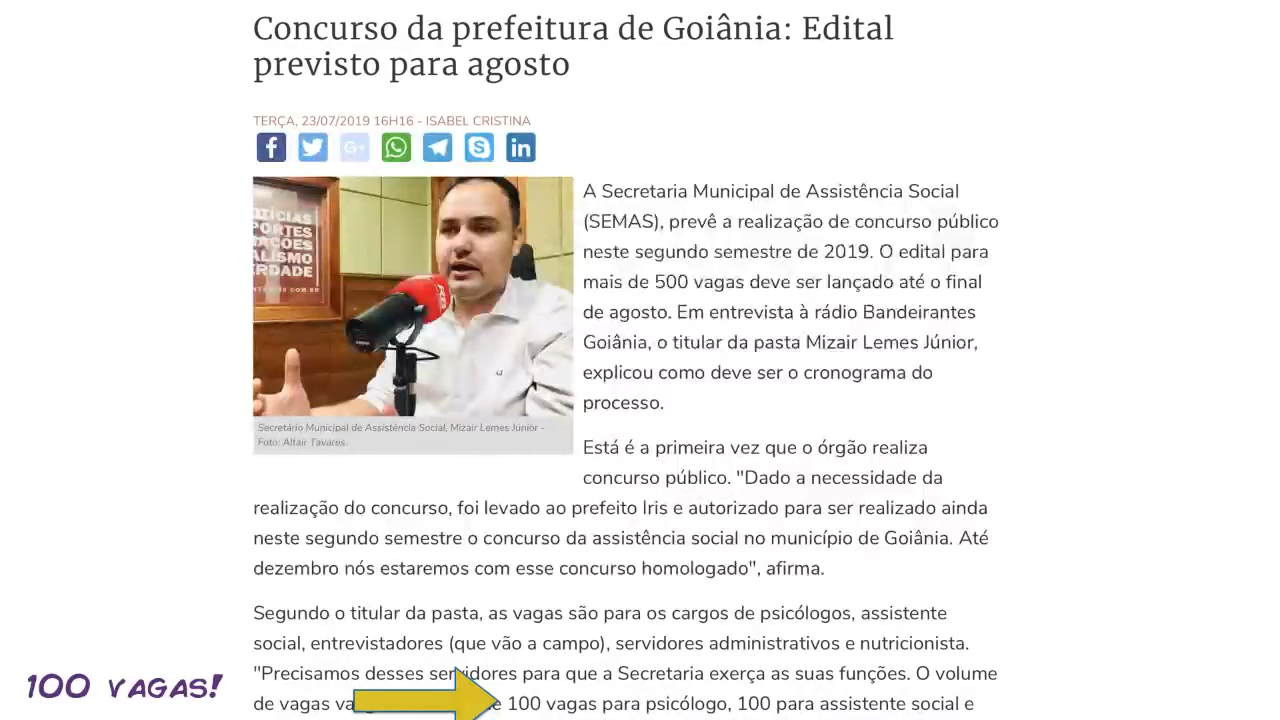 Concurso da prefeitura de Goiânia: Edital
previsto para agosto
TERÇA, 23/07/2019 16H16 - ISABEL CRISTINA
A Secretaria Municipal de Assistência Social
(SEMAS), prevê a realização de concurso público
neste segundo semestre de 2019. O edital para
mais de 500 vagas deve ser lançado até o final
de agosto. Em entrevista à rádio Bandeirantes
Goiânia, o titular da pasta Mizair Lemes Júnior,
explicou como deve ser o cronograma do
processo.
Secretário Municipal de Assistência Social, Mizair Lemes Júnior -
Foto: Altair Tavares.
Está é a primeira vez que o órgão realiza
concurso público. "Dado a necessidade da
realização do concurso, foi levado ao prefeito Iris e autorizado para ser realizado ainda
neste segundo semestre o concurso da assistência social no município de Goiânia. Até
dezembro nós estaremos com esse concurso homologado", afirma.
Segundo o titular da pasta, as vagas são para os cargos de psicólogos, assistente
social, entrevistadores (que vão a campo), servidores administrativos e nutricionista.
"Precisamos desses servidores para que a Secretaria exerça as suas funções. O volume
de vagas 100 vagas para psicólogo, 100 para assistente social e
100 VAGAS!